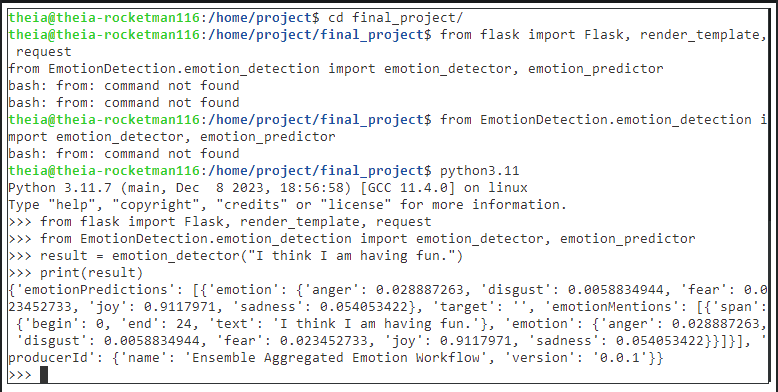 theia@theia-rocketman116:/home/project$ cd final_project/
theia@theia-rocketman116:/home/project/final_project$ from flask import Flask, render_template,
 request
from EmotionDetection.emotion_detection import emotion_detector, emotion_predictor
bash: from: command not found
bash: from: command not found
theia@theia-rocketman116:/home/project/final_project$ from EmotionDetection.emotion_detection i
mport emotion_detector, emotion_predictor
bash: from: command not found
theia@theia-rocketman116:/home/project/final_project$ python3.11
Python 3.11.7 (main, Dec  8 2023, 18:56:58) [GCC 11.4.0] on linux
Type "help", "copyright", "credits" or "license" for more information.
>>> from flask import Flask, render_template, request
>>> from EmotionDetection.emotion_detection import emotion_detector, emotion_predictor
>>> result = emotion_detector("I think I am having fun.")
>>> print(result)
{'emotionPredictions': [{'emotion': {'anger': 0.028887263, 'disgust': 0.0058834944, 'fear': 0.0
23452733, 'joy': 0.9117971, 'sadness': 0.054053422}, 'target': '', 'emotionMentions': [{'span':
 {'begin': 0, 'end': 24, 'text': 'I think I am having fun.'}, 'emotion': {'anger': 0.028887263,
 'disgust': 0.0058834944, 'fear': 0.023452733, 'joy': 0.9117971, 'sadness': 0.054053422}}]}], '
producerId': {'name': 'Ensemble Aggregated Emotion Workflow', 'version': '0.0.1'}}
>>>